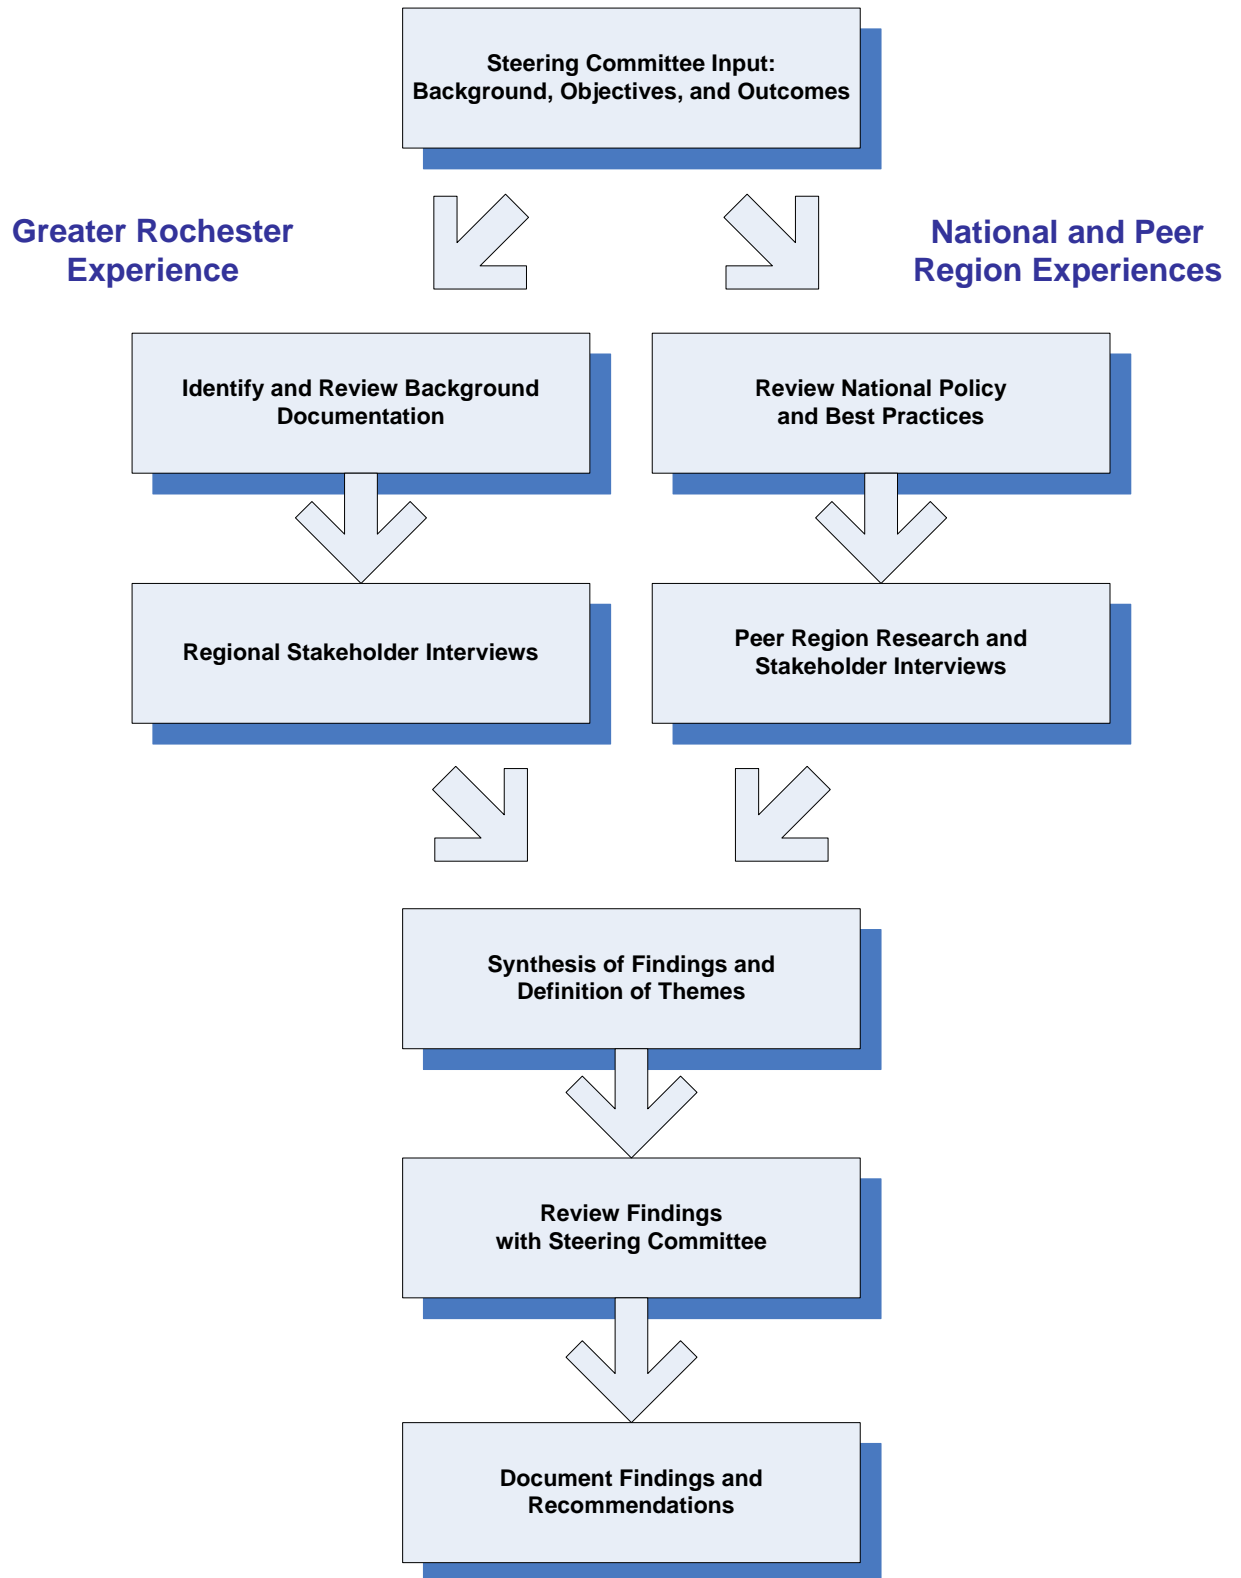 Steering Committee Input:
Background, Objectives, and Outcomes
Greater Rochester
Experience
National and Peer
Region Experiences
Identify and Review Background
Documentation
Review National Policy
and Best Practices
Regional Stakeholder Interviews
Peer Region Research and
Stakeholder Interviews
Synthesis of Findings and
Definition of Themes
Review Findings
with Steering Committee
Document Findings and
Recommendations